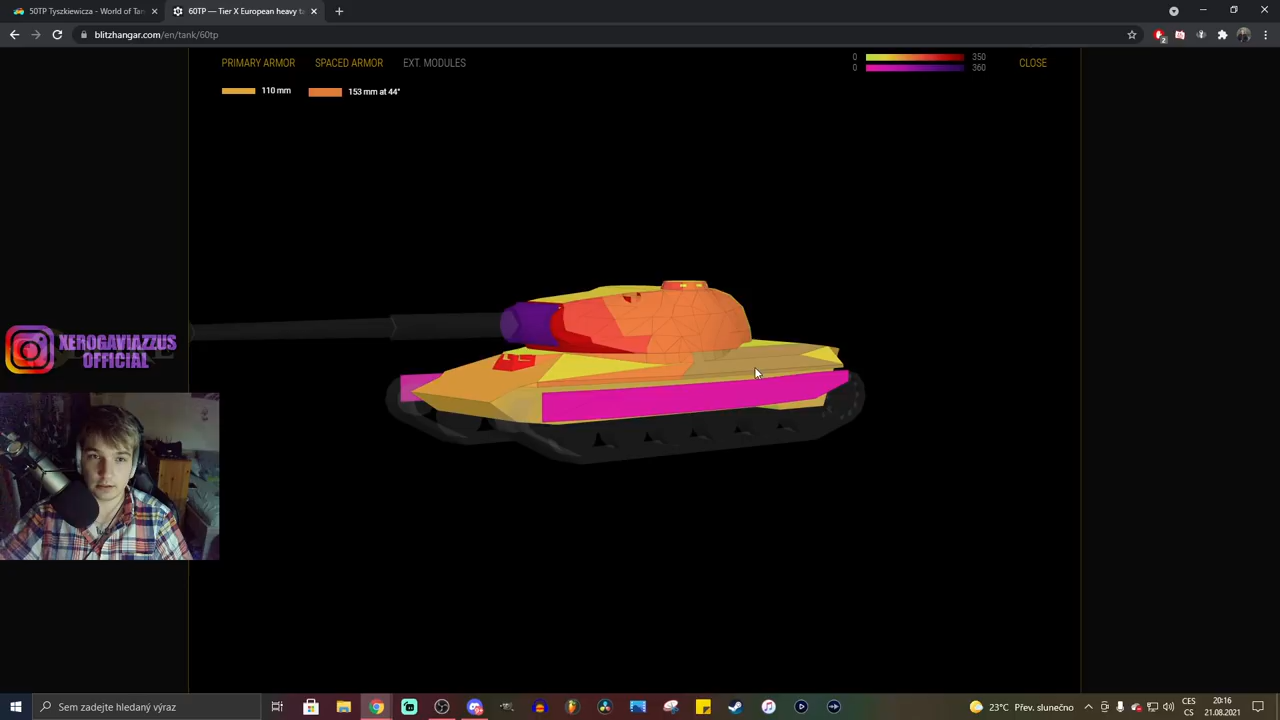 50TP Tyszkiewicza - World of Tan
60TP — Tier X European heavy ta
blitzhangar.com/en/tank/60tp
2
PRIMARY ARMOR
SPACED ARMOR
EXT. MODULES
0
350
0
360
CLOSE
110 mm
153 mm at 44°
XEROGAVIAZZUS
OFFICIAL
Sem zadejte hledaný výraz
23°C Přev. slunečno
CES
CS
20:16
21.08.2021